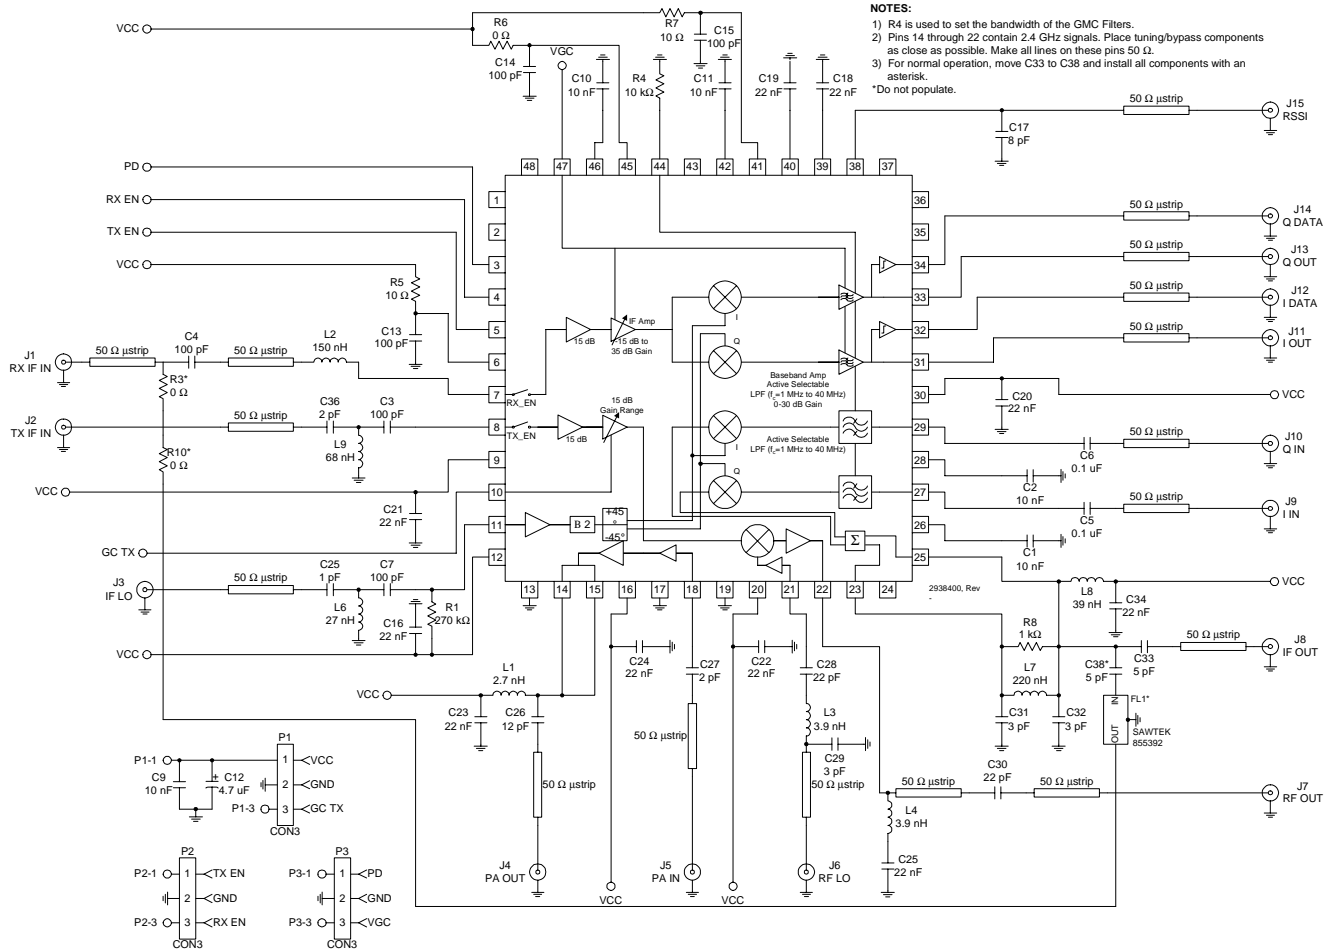 NOTES:
1) R4 is used to set the bandwidth of the GMC Filters.
2) Pins 14 through 22 contain 2.4 GHz signals. Place tuning/bypass components
as close as possible. Make all lines on these pins 50 Ω.
3) For normal operation, move C33 to C38 and install all components with an
asterisk.
*Do not populate.
VCC
R6
0 Ω
C14
100 pF
VGC
C10
10 nF
R4
10 kΩ
R7
10 Ω
C15
100 pF
C11
10 nF
C19
22 nF
C18
22 nF
C17
8 pF
50 Ω µstrip
J15
RSSI
48
47
46
45
44
43
42
41
40
39
38
37
PD
RX EN
TX EN
VCC
R5
10 Ω
C13
100 pF
J1
RX IF IN
50 Ω µstrip
C4
100 pF
50 Ω µstrip
L2
150 nH
R3*
0 Ω
J2
TX IF IN
50 Ω µstrip
C36
2 pF
C3
100 pF
L9
68 nH
R10*
0 Ω
VCC
C21
22 nF
GC TX
J3
IF LO
50 Ω µstrip
C25
1 pF
C7
100 pF
L6
27 nH
C16
22 nF
R1
270 kΩ
VCC
1
2
3
4
5
6
7
8
9
10
11
12
RX_EN
TX_EN
15 dB
IF Amp
-15 dB to
35 dB Gain
15 dB
15 dB
Gain Range
I
Q
Baseband Amp
Active Selectable
LPF (fc=1 MHz to 40 MHz)
0-30 dB Gain
I
Active Selectable
LPF (fc=1 MHz to 40 MHz)
Q
B 2
+45
°
-45°
Σ
36
35
34
33
32
31
30
29
28
27
26
25
50 Ω µstrip
J14
Q DATA
50 Ω µstrip
J13
Q OUT
50 Ω µstrip
J12
I DATA
50 Ω µstrip
J11
I OUT
C20
22 nF
VCC
C6
0.1 uF
50 Ω µstrip
J10
Q IN
C2
10 nF
C5
0.1 uF
50 Ω µstrip
J9
I IN
C1
10 nF
13
14
15
16
17
18
19
20
21
22
23
24
2938400, Rev
-
L8
39 nH
VCC
C34
22 nF
R8
1 kΩ
L7
220 nH
C31
3 pF
C32
3 pF
C38*
5 pF
C33
5 pF
50 Ω µstrip
J8
IF OUT
FL1*
IN
OUT
SAWTEK
855392
VCC
L1
2.7 nH
C23
22 nF
C26
12 pF
50 Ω µstrip
J4
PA OUT
C24
22 nF
VCC
C27
2 pF
50 Ω µstrip
J5
PA IN
C22
22 nF
VCC
C28
22 pF
L3
3.9 nH
C29
3 pF
50 Ω µstrip
J6
RF LO
50 Ω µstrip
C30
22 pF
50 Ω µstrip
J7
RF OUT
L4
3.9 nH
C25
22 nF
P1-1
C9
10 nF
+
C12
4.7 uF
P1-3
P1
1
2
3
VCC
GND
GC TX
CON3
P2
P2-1
1
TX EN
2
GND
P2-3
3
RX EN
CON3
P3
P3-1
1
PD
2
GND
P3-3
3
VGC
CON3